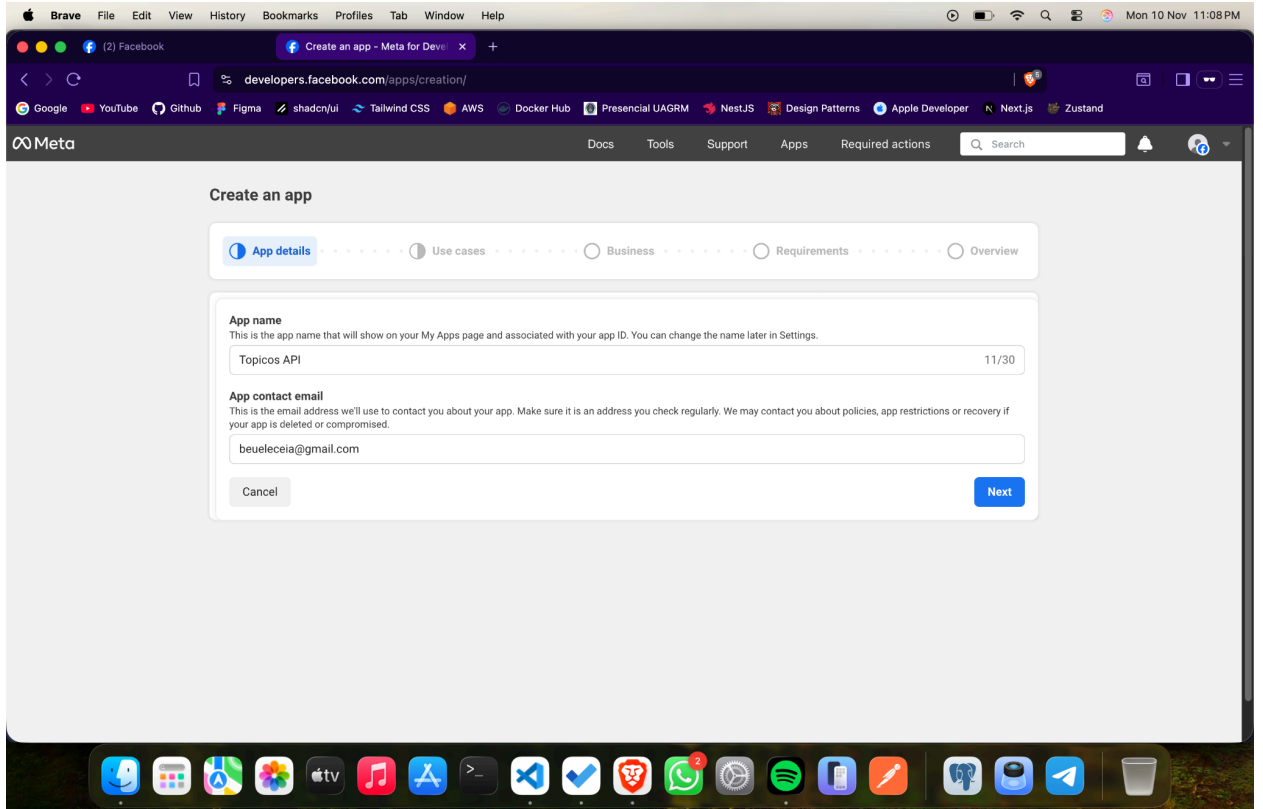 Brave File Edit View History Bookmarks Profiles Tab Window Help Mon 10 Nov 11:08 PM
(2) Facebook Create an app - Meta for Devel
developers.facebook.com/apps/creation/ 5
Google YouTube Github Figma shadcn/ui Tailwind CSS AWS Docker Hub Presencial UAGRM NestJS Design Patterns Apple Developer Next.js Zustand
Meta Docs Tools Support Apps Required actions Search
Create an app
App details Use cases Business Requirements Overview
App name
This is the app name that will show on your My Apps page and associated with your app ID. You can change the name later in Settings.
Topicos API 11/30
App contact email
This is the email address we'll use to contact you about your app. Make sure it is an address you check regularly. We may contact you about policies, app restrictions or recovery if
your app is deleted or compromised.
beueleceia@gmail.com
Cancel Next
tv 2